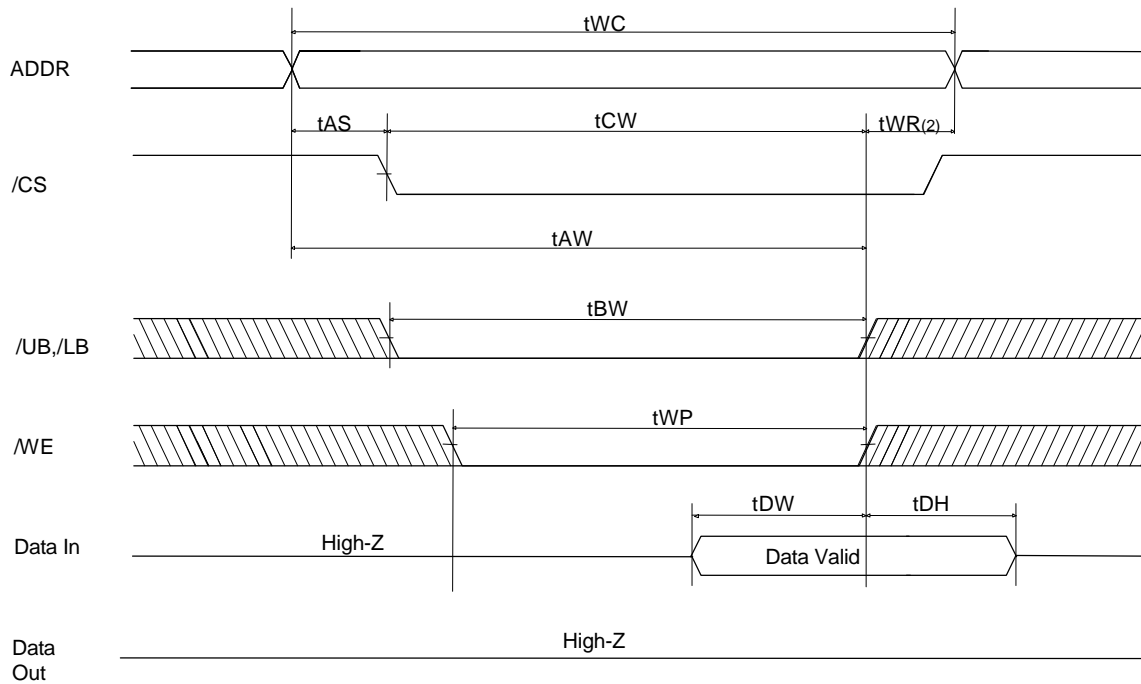 tWC
ADDR
tAS
tCW
tWR(2)
/CS
tAW
tBW
/UB,/LB
tWP
/WE
tDW
tDH
Data In
High-Z
Data Valid
High-Z
Data
Out